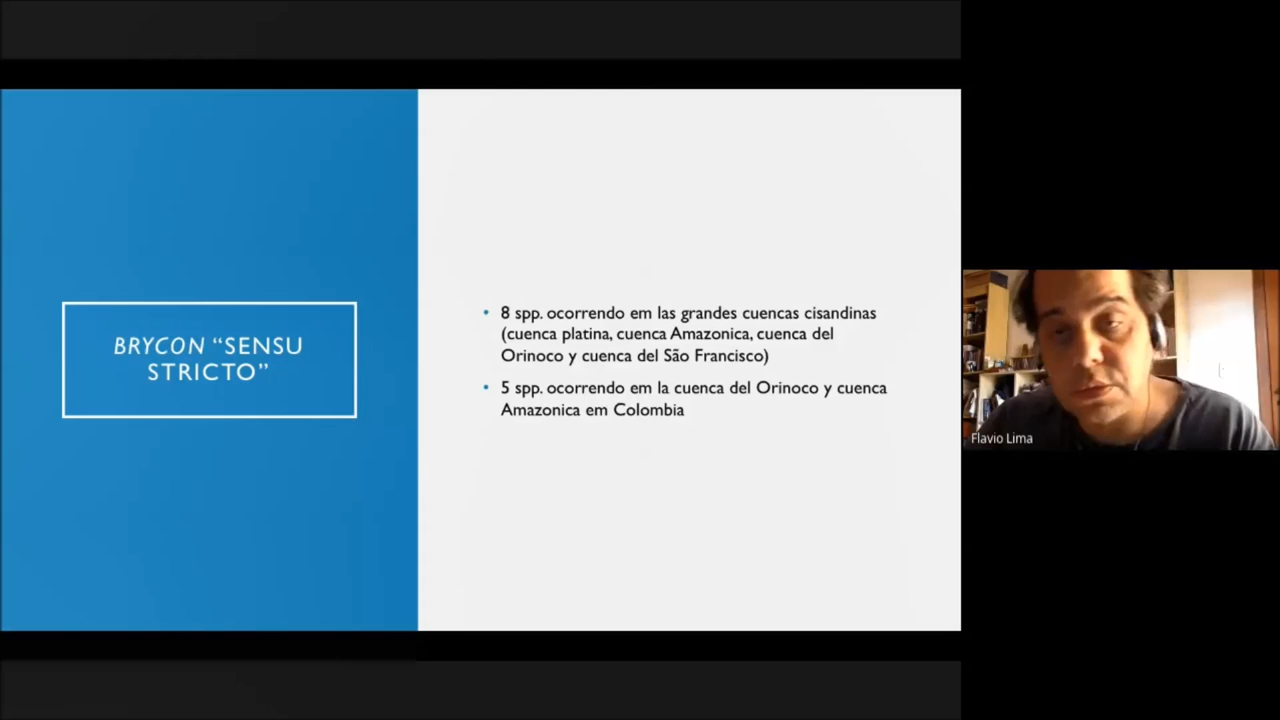 BRYCON “SENSU
STRICTO”
• 8 spp. ocorrendo em las grandes cuencas cisandinas
(cuenca platina, cuenca Amazonica, cuenca del
Orinoco y cuenca del São Francisco)
• 5 spp. ocorrendo em la cuenca del Orinoco y cuenca
Amazonica em Colombia
Flavio Lima